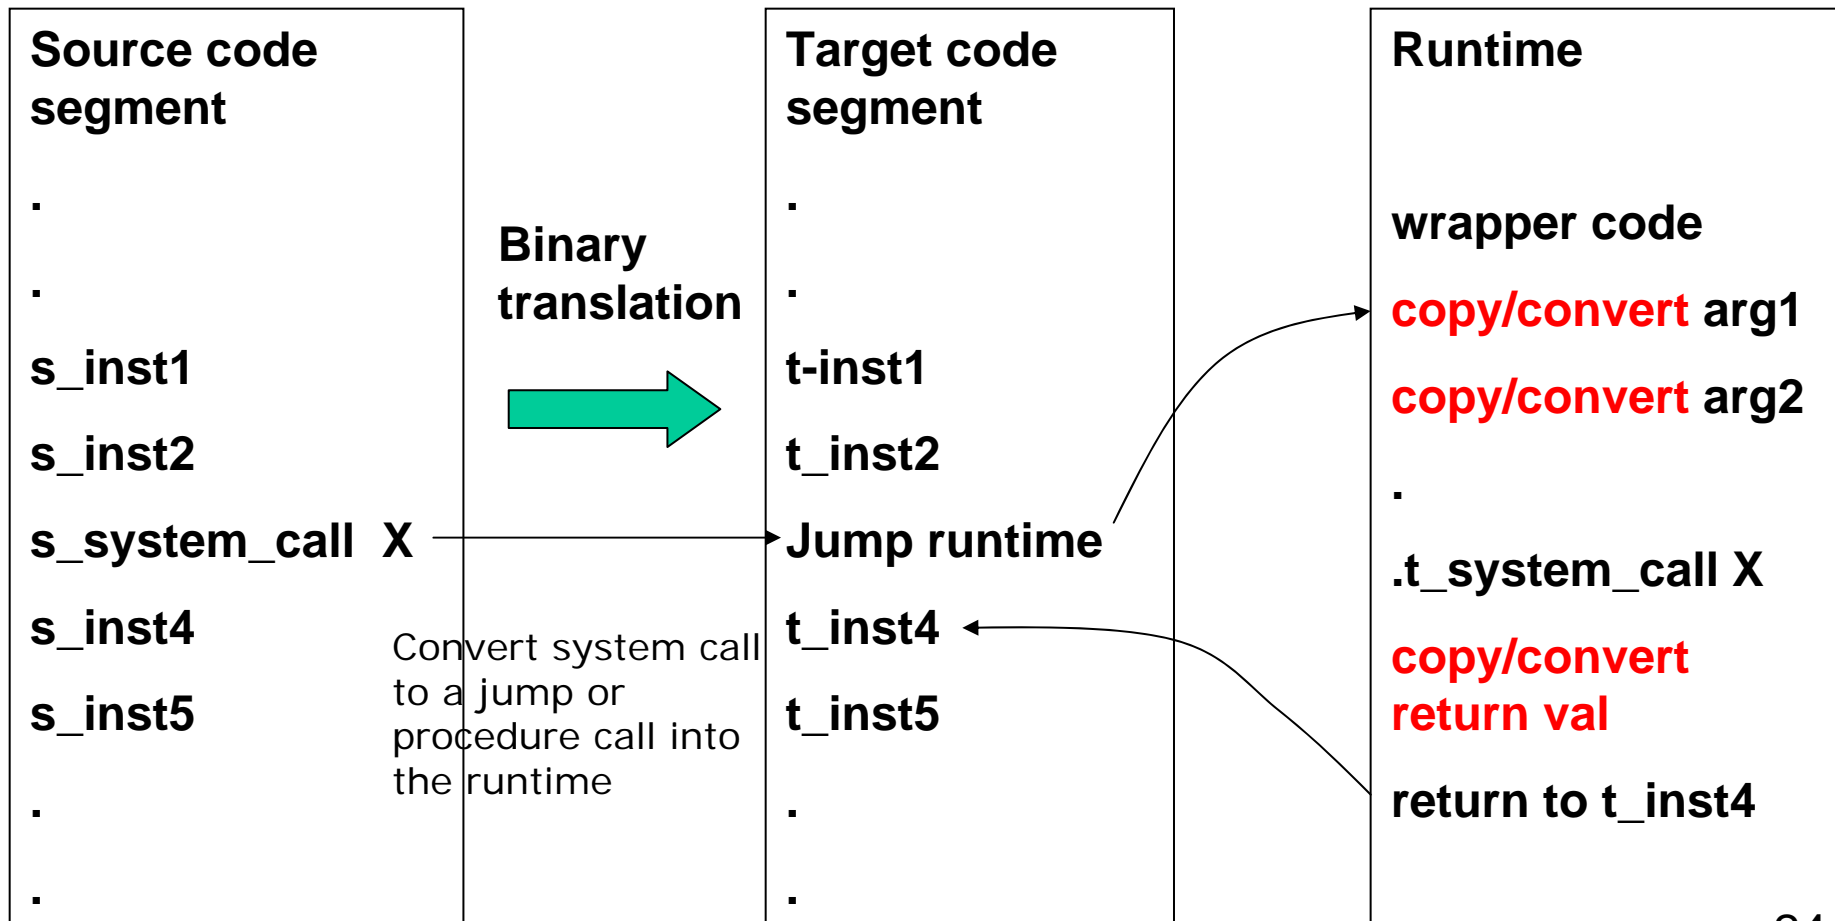 Source code
segment
.
.
s_inst1
s_inst2
s_system_call X
s_inst4
s_inst5
.
.
Binary
translation
Convert system call
to a jump or
procedure call into
the runtime
Target code
segment
.
.
t-inst1
t_inst2
Jump runtime
t_inst4
t_inst5
.
.
Runtime
wrapper code
copy/convert arg1
copy/convert arg2
.
.t_system_call X
copy/convert
return val
return to t_inst4